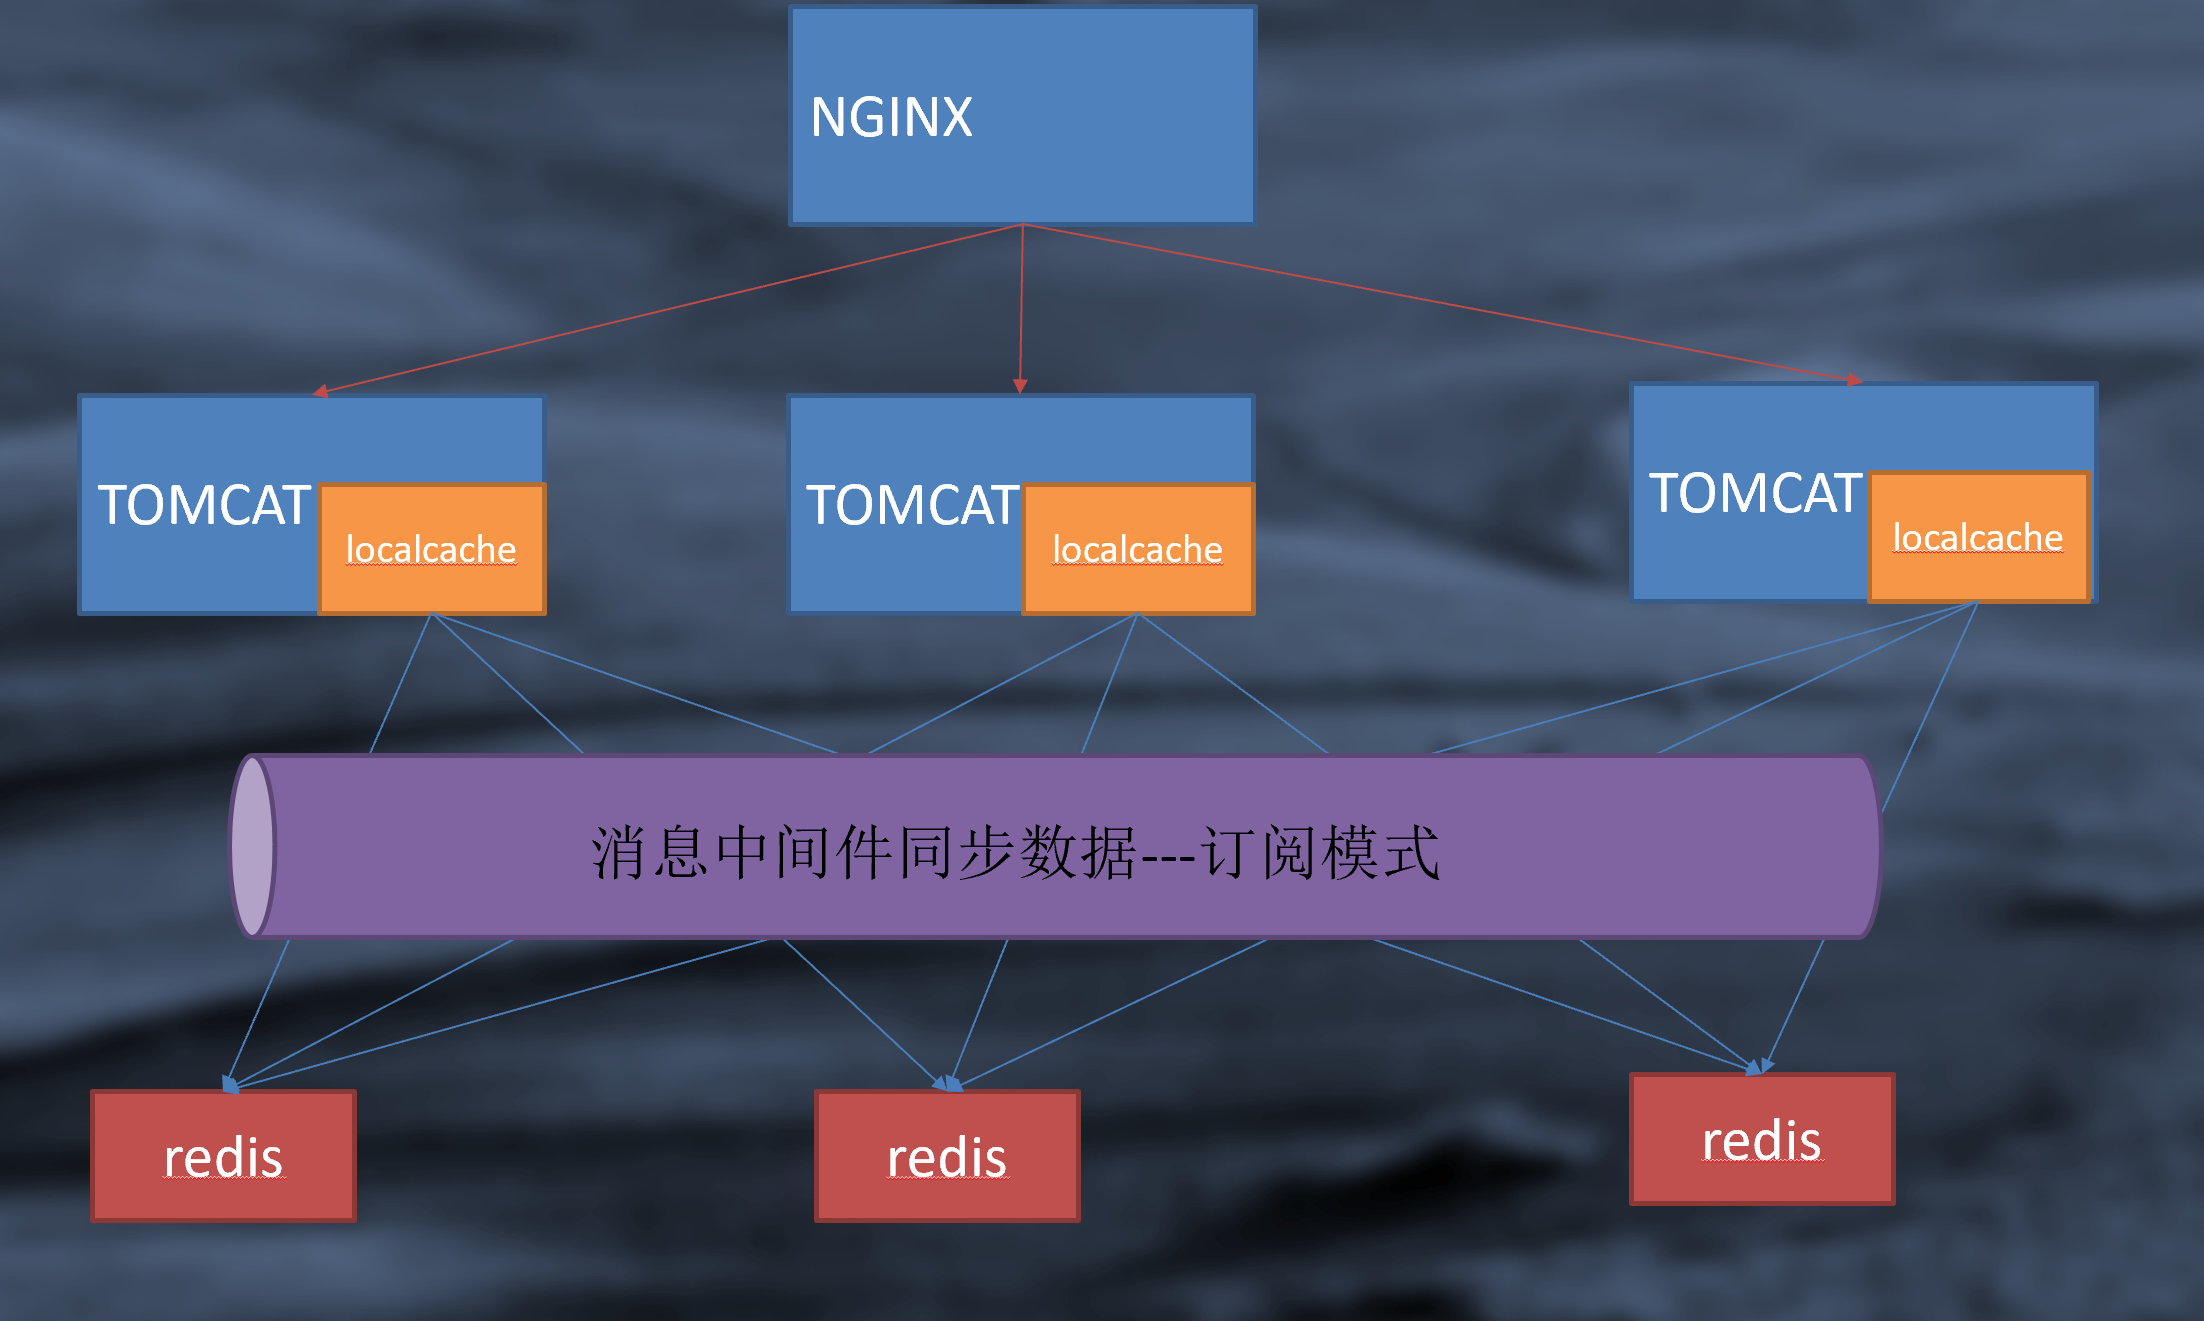 NGINX
TOMCAT
localcache
TOMCAT
localcache
TOMCAT
localcache
消息中间件同步数据---订阅模式
redis
redis
redis